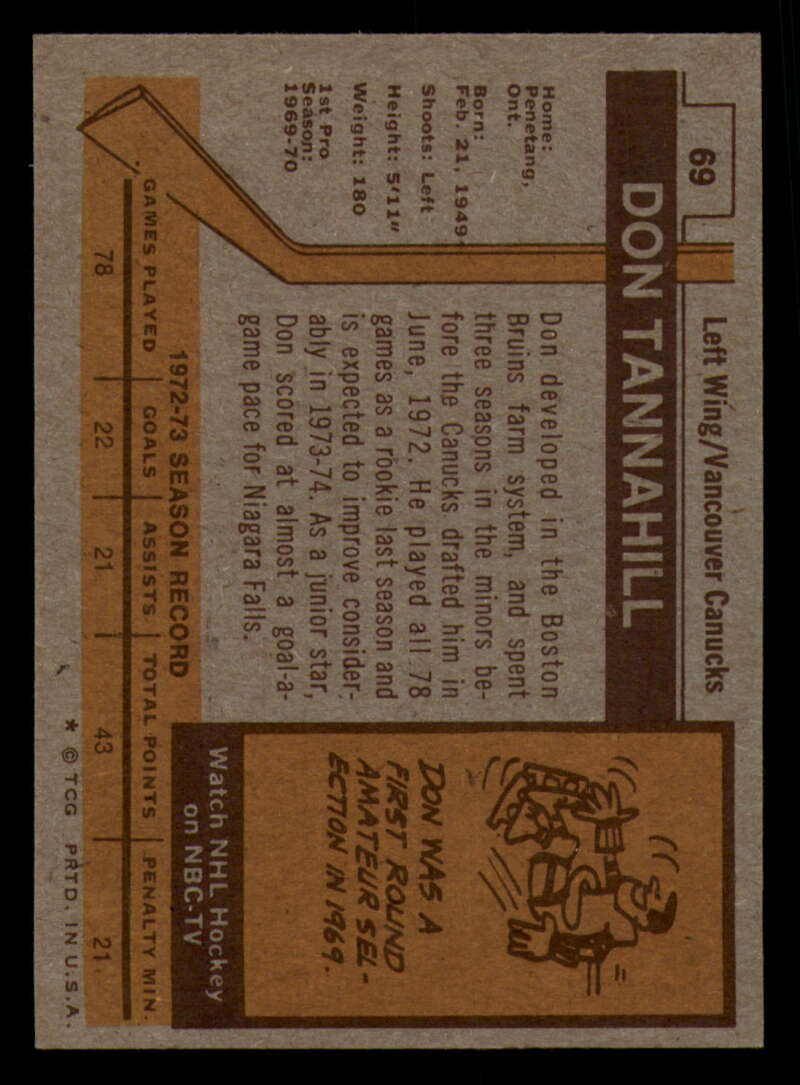 69
Left Wing/Vancouver Canucks
DON TANNAHILL
Home:
Penetang,
Ont.
Born:
Feb. 21, 1949
Shoots: Left
Height: 5'11"
Weight: 180
1st Pro
Season:
1969-70
Don developed in the Boston
Bruins farm system, and spent
three seasons in the minors be-
fore the Canucks drafted him in
June, 1972. He played all 78
games as a rookie last season and
is expected to improve consider-
ably in 1973-74. As a junior star,
Don scored at almost a goal-a-
game pace for Niagara Falls.
DON WAS A
FIRST ROUND
AMATEUR SEL-
ECTION IN 1969.
Watch NHL Hockey
on NBC-TV
1972-73 SEASON RECORD
GAMES PLAYED GOALS ASSISTS TOTAL POINTS PENALTY MIN.
78 22 21 43 21
* © TCG PRTD. IN U.S.A.